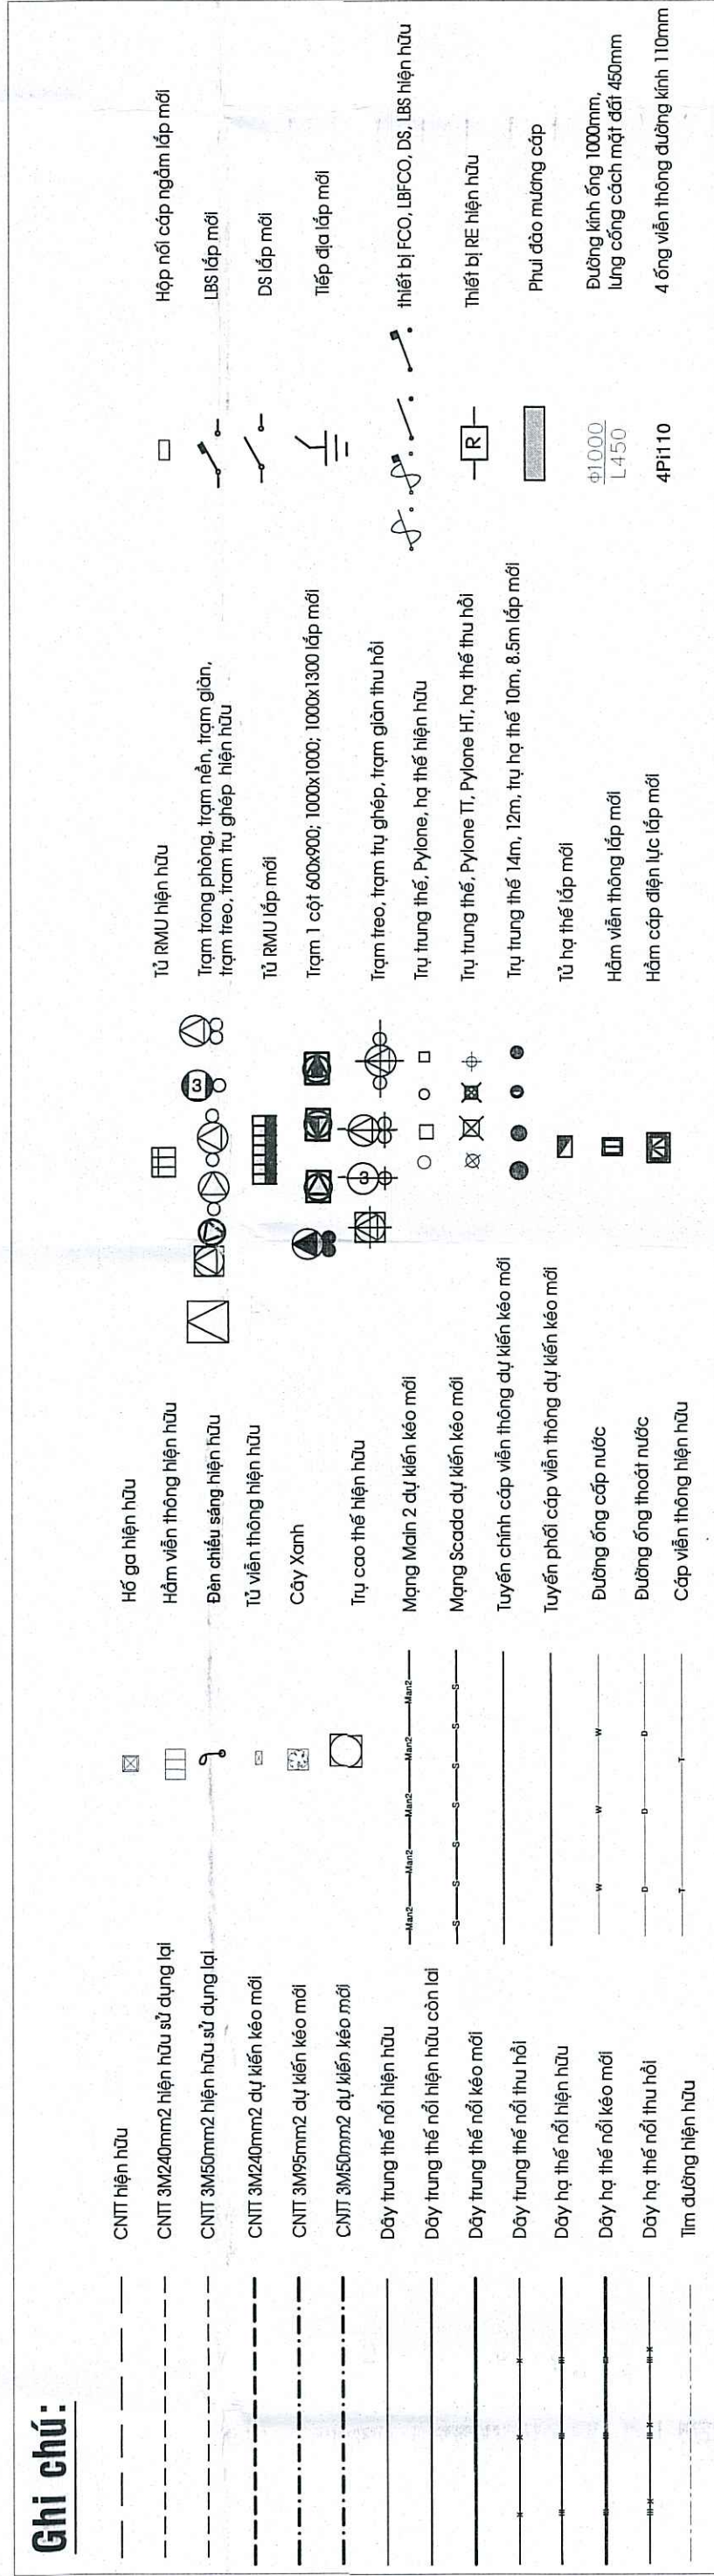 Ghi chú:
CNTT hiện hữu
CNTT 3M240mm2 hiện hữu sử dụng lại
CNTT 3M50mm2 hiện hữu sử dụng lại
CNTT 3M240mm2 dự kiến kéo mới
CNTT 3M95mm2 dự kiến kéo mới
CNTT 3M50mm2 dự kiến kéo mới
Dây trung thế nổi hiện hữu
Dây trung thế nổi hiện hữu còn lại
Dây trung thế nổi kéo mới
Dây trung thế nổi thu hồi
Dây hạ thế nổi hiện hữu
Dây hạ thế nổi kéo mới
Dây hạ thế nổi thu hồi
Tim đường hiện hữu
Hố ga hiện hữu
Hầm viễn thông hiện hữu
Đèn chiếu sáng hiện hữu
Tủ viễn thông hiện hữu
Cây Xanh
Trụ cao thế hiện hữu
Man2 Man2 Man2 Man2 Mạng Main 2 dự kiến kéo mới
S S S S S S S Mạng Scada dự kiến kéo mới
Tuyến chính cáp viễn thông dự kiến kéo mới
Tuyến phối cáp viễn thông dự kiến kéo mới
W W W Đường ống cấp nước
D D D Đường ống thoát nước
T T Cáp viễn thông hiện hữu
Tủ RMU hiện hữu
3 Trạm trong phòng, trạm nền, trạm giàn,
trạm treo, trạm trụ ghép hiện hữu
Tủ RMU lắp mới
Trạm 1 cột 600x900; 1000x1000; 1000x1300 lắp mới
3 Trạm treo, trạm trụ ghép, trạm giàn thu hồi
Trụ trung thế, Pylone, hạ thế hiện hữu
Trụ trung thế, Pylone TT, Pylone HT, hạ thế thu hồi
Trụ trung thế 14m, 12m, trụ hạ thế 10m, 8.5m lắp mới
Tủ hạ thế lắp mới
Hầm viễn thông lắp mới
Hầm cáp điện lực lắp mới
Hộp nối cáp ngầm lắp mới
LBS lắp mới
DS lắp mới
Tiếp địa lắp mới
thiết bị FCO, LBFCO, DS, LBS hiện hữu
R Thiết bị RE hiện hữu
Phui đào mương cáp
Φ1000 Đường kính ống 1000mm,
L450 lưng cống cách mặt đất 450mm
4Pi110 4 ống viễn thông đường kính 110mm